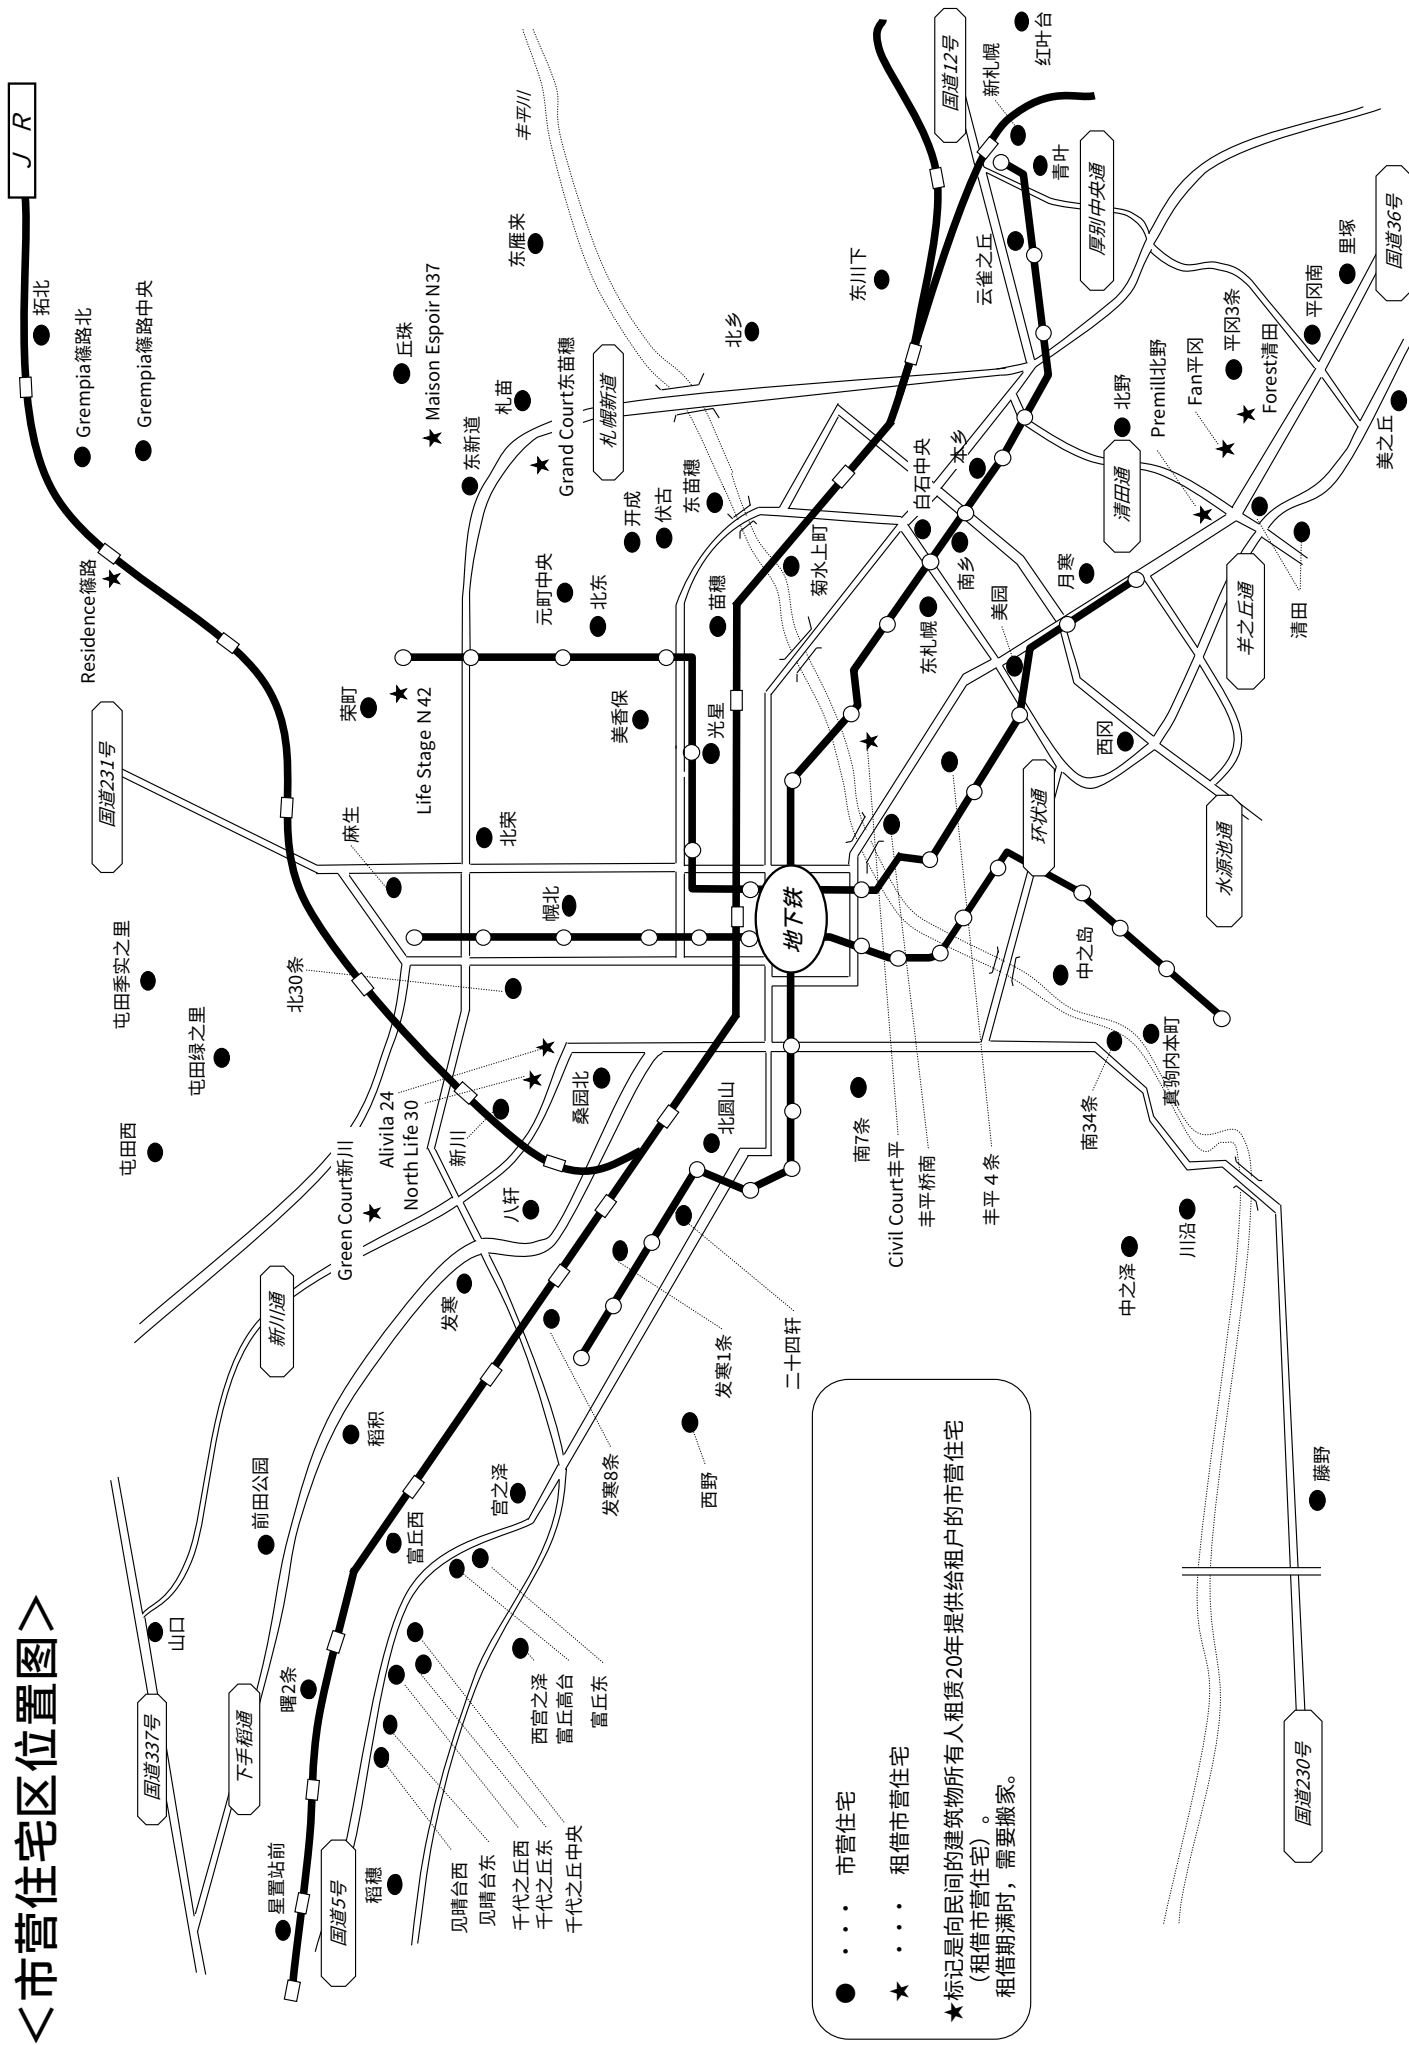 ＜市营住宅区位置图＞
J R
拓北
Grempia篠路北
Grempia篠路中央
Residence篠路
国道231号
屯田季实之里
屯田绿之里
屯田西
丘珠
Maison Espoir N37
札苗
东新道
Grand Court东苗穗
札幌新道
东雁来
丰平川
荣町
Life Stage N 42
麻生
北荣
幌北
北30条
元町中央
北东
开成
伏古
东苗穗
北乡
苗穗
美香保
光星
菊水上町
东川下
国道12号
新札幌
红叶台
青叶
厚别中央通
云雀之丘
国道36号
里塚
平冈南
平冈3条
Forest清田
Fan平冈
Premill北野
北野
美之丘
清田通
本乡
白石中央
南乡
东札幌
月寒
美园
羊之丘通
清田
西冈
水源池通
环状通
地下铁
中之岛
真驹内本町
南34条
南7条
Civil Court丰平
丰平桥南
丰平４条
川沿
中之泽
藤野
国道230号
Alivila 24
North Life 30
新川
桑园北
Green Court新川
八轩
北圆山
新川通
发寒
发寒1条
二十四轩
发寒8条
西野
宫之泽
稻积
前田公园
富丘西
山口
国道337号
下手稻通
曙2条
星置站前
国道5号
稻穗
西宫之泽
富丘高台
富丘东
见晴台西
见晴台东
千代之丘西
千代之丘东
千代之丘中央
● ・・・ 市营住宅
★ ・・・ 租借市营住宅
★标记是向民间的建筑物所有人租赁20年提供给租户的市营住宅
（租借市营住宅）。
租借期满时，需要搬家。